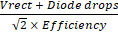 Vrect + Diode drops
√2 × Efficiency